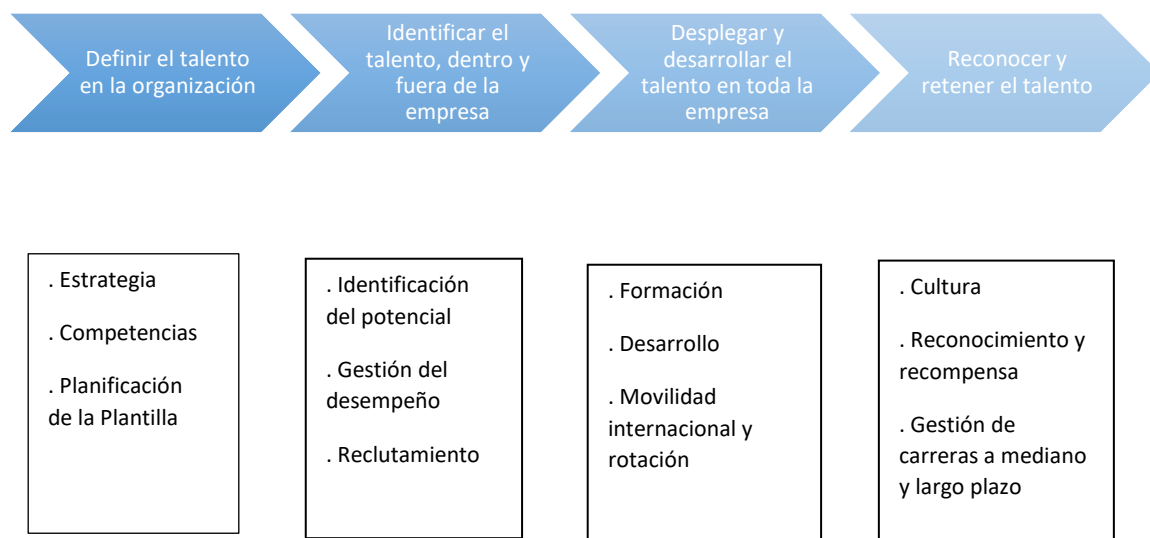 Definir el talento
en la organización
Identificar el
talento, dentro y
fuera de la
empresa
Desplegar y
desarrollar el
talento en toda la
empresa
Reconocer y
retener el talento
. Estrategia
. Competencias
. Planificación
de la Plantilla
. Identificación
del potencial
. Gestión del
desempeño
. Reclutamiento
. Formación
. Desarrollo
. Movilidad
internacional y
rotación
. Cultura
. Reconocimiento y
recompensa
. Gestión de
carreras a mediano
y largo plazo